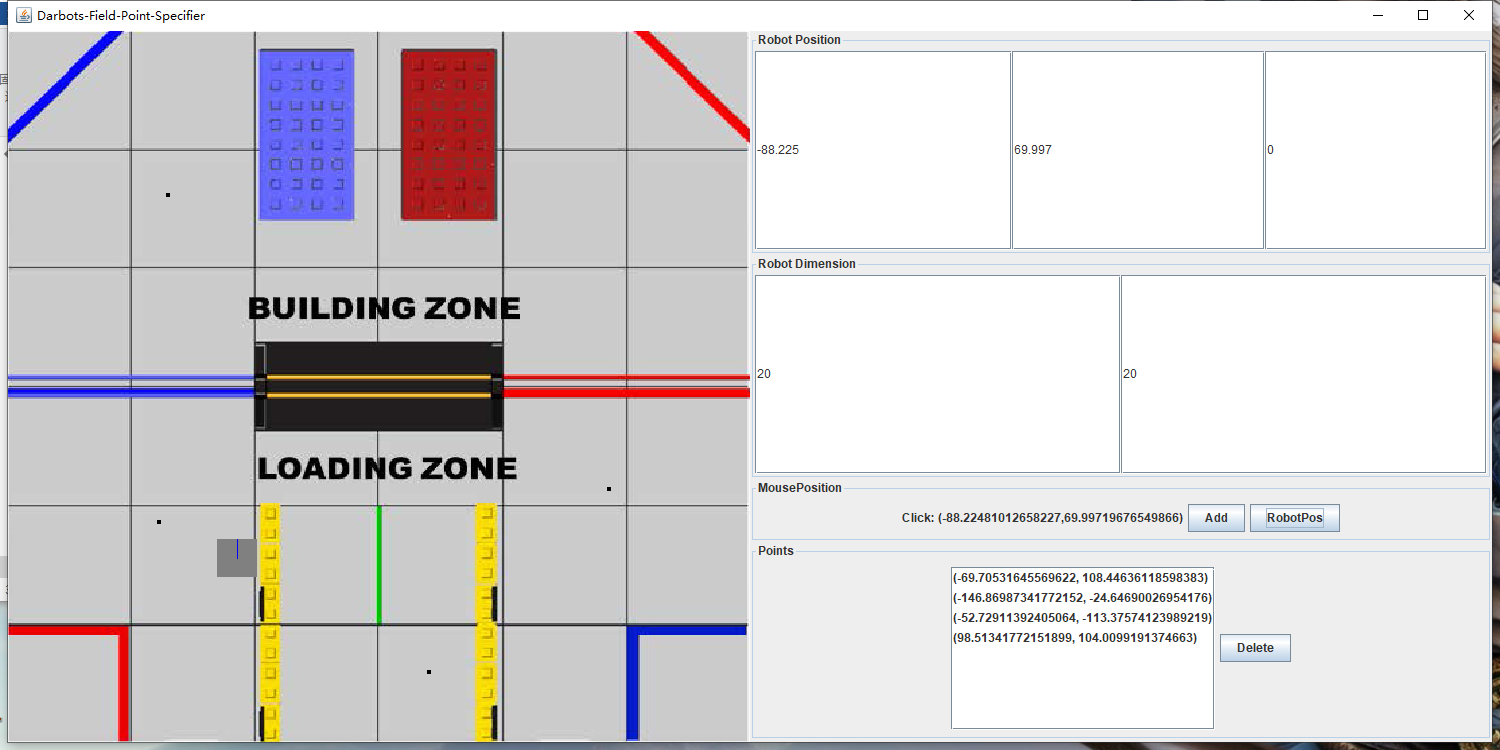 Darbots-Field-Point-Specifier
BUILDING ZONE
LOADING ZONE
Robot Position
-88.225
69.997
0
Robot Dimension
20
20
MousePosition
Click: (-88.22481012658227,69.99719676549866)
Add
RobotPos
Points
(-69.70531645569622, 108.44636118598383)
(-146.86987341772152, -24.64690026954176)
(-52.72911392405064, -113.37574123989219)
(98.51341772151899, 104.0099191374663)
Delete